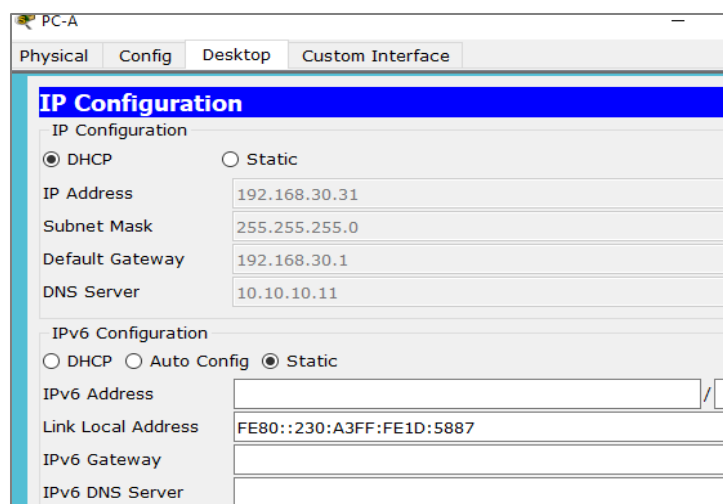 PC-A
Physical Config Desktop Custom Interface
IP Configuration
IP Configuration
DHCP Static
IP Address 192.168.30.31
Subnet Mask 255.255.255.0
Default Gateway 192.168.30.1
DNS Server 10.10.10.11
IPv6 Configuration
DHCP Auto Config Static
IPv6 Address /
Link Local Address FE80::230:A3FF:FE1D:5887
IPv6 Gateway
IPv6 DNS Server